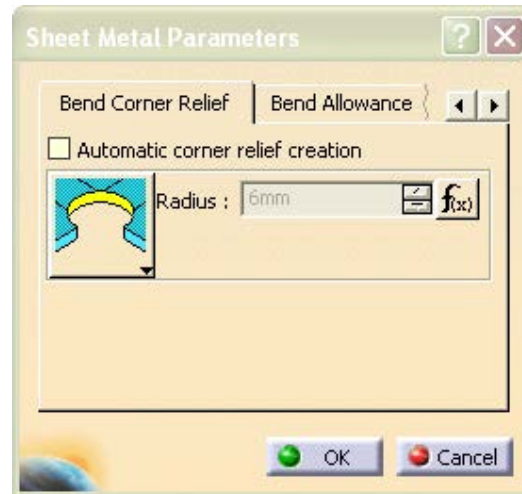 Sheet Metal Parameters ?
Bend Corner Relief Bend Allowance
Automatic corner relief creation
Radius : 6mm f(x)
OK Cancel